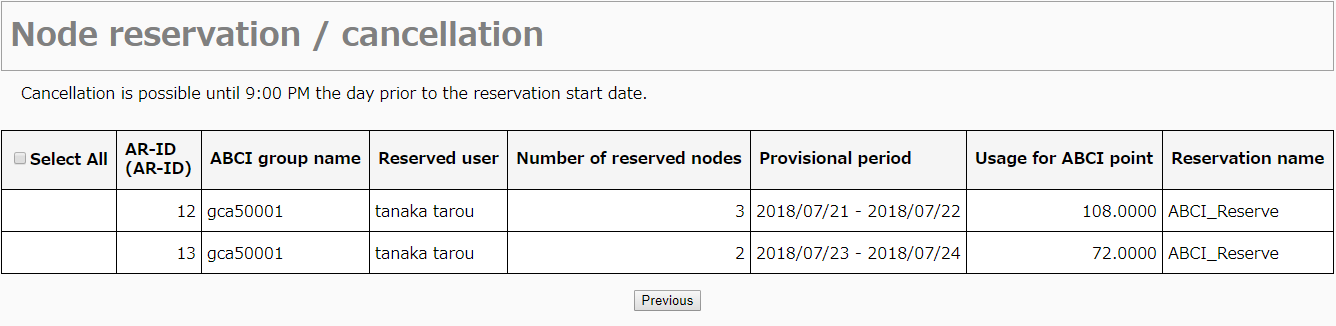 Node reservation / cancellation
Cancellation is possible until 9:00 PM the day prior to the reservation start date.
Select All AR-ID (AR-ID) ABCI group name Reserved user Number of reserved nodes Provisional period Usage for ABCI point Reservation name
12 gca50001 tanaka tarou 3 2018/07/21 - 2018/07/22 108.0000 ABCI_Reserve
13 gca50001 tanaka tarou 2 2018/07/23 - 2018/07/24 72.0000 ABCI_Reserve
Previous